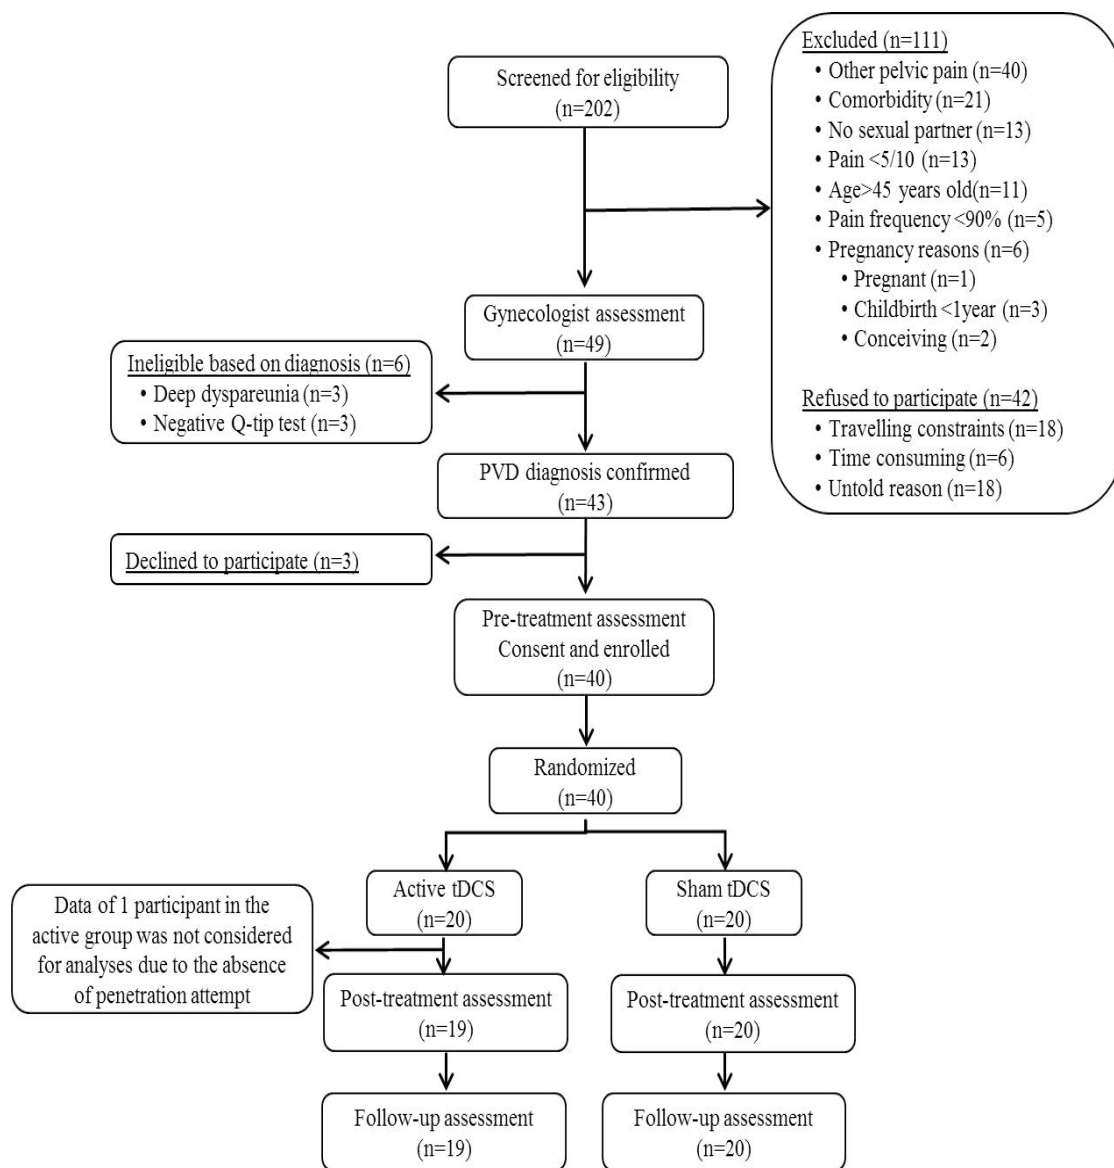 Screened for eligibility
(n=202)
Excluded (n=111)
• Other pelvic pain (n=40)
• Comorbidity (n=21)
• No sexual partner (n=13)
• Pain <5/10 (n=13)
• Age>45 years old(n=11)
• Pain frequency <90% (n=5)
• Pregnancy reasons (n=6)
• Pregnant (n=1)
• Childbirth <1year (n=3)
• Conceiving (n=2)
Refused to participate (n=42)
• Travelling constraints (n=18)
• Time consuming (n=6)
• Untold reason (n=18)
Gynecologist assessment
(n=49)
Ineligible based on diagnosis (n=6)
• Deep dyspareunia (n=3)
• Negative Q-tip test (n=3)
PVD diagnosis confirmed
(n=43)
Declined to participate (n=3)
Pre-treatment assessment
Consent and enrolled
(n=40)
Randomized
(n=40)
Active tDCS
(n=20)
Sham tDCS
(n=20)
Data of 1 participant in the
active group was not considered
for analyses due to the absence
of penetration attempt
Post-treatment assessment
(n=19)
Post-treatment assessment
(n=20)
Follow-up assessment
(n=19)
Follow-up assessment
(n=20)